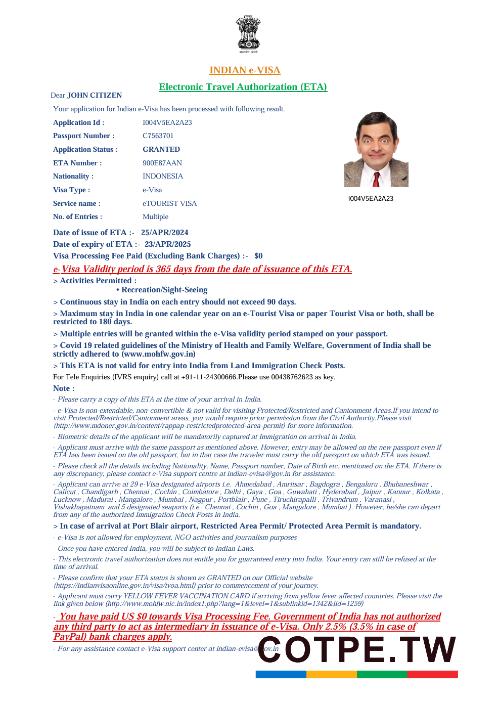 INDIAN e-VISA
Electronic Travel Authorization (ETA)
Dear JOHN CITIZEN
Your application for Indian e-Visa has been processed with following result.
Application Id : I004V5EA2A23
Passport Number : C7563701
Application Status : GRANTED
ETA Number : 900E87AAN
Nationality : INDONESIA
Visa Type : e-Visa
I004V5EA2A23
Service name : eTOURIST VISA
No. of Entries : Multiple
Date of issue of ETA :- 25/APR/2024
Date of expiry of ETA :- 23/APR/2025
Visa Processing Fee Paid (Excluding Bank Charges) :- $0
e-Visa Validity period is 365 days from the date of issuance of this ETA.
> Activities Permitted :
• Recreation/Sight-Seeing
> Continuous stay in India on each entry should not exceed 90 days.
> Maximum stay in India in one calendar year on an e-Tourist Visa or paper Tourist Visa or both, shall be
restricted to 180 days.
> Multiple entries will be granted within the e-Visa validity period stamped on your passport.
> Covid 19 related guidelines of the Ministry of Health and Family Welfare, Government of India shall be
strictly adhered to (www.mohfw.gov.in)
> This ETA is not valid for entry into India from Land Immigration Check Posts.
For Tele Enquiries (IVRS enquiry) call at +91-11-24300666.Please use 00438762623 as key.
Note :
- Please carry a copy of this ETA at the time of your arrival in India.
- e-Visa is non-extendable, non-convertible & not valid for visiting Protected/Restricted and Cantonment Areas.If you intend to
visit Protected/Restricted/Cantonment areas, you would require prior permission from the Civil Authority.Please visit
(http://www.mdoner.gov.in/content/rappap-restrictedprotected-area-permit) for more information.
- Biometric details of the applicant will be mandatorily captured at Immigration on arrival in India.
- Applicant must arrive with the same passport as mentioned above. However, entry may be allowed on the new passport even if
ETA has been issued on the old passport, but in that case the traveler must carry the old passport on which ETA was issued.
- Please check all the details including Nationality, Name, Passport number, Date of Birth etc. mentioned on the ETA. If there is
any discrepancy, please contact e-Visa support centre at indian-evisa@gov.in for assistance.
- Applicant can arrive at 29 e-Visa designated airports i.e. Ahmedabad , Amritsar , Bagdogra , Bengaluru , Bhubaneshwar ,
Calicut , Chandigarh , Chennai , Cochin , Coimbatore , Delhi , Gaya , Goa , Guwahati , Hyderabad , Jaipur , Kannur , Kolkatta ,
Lucknow , Madurai , Mangalore , Mumbai , Nagpur , Portblair , Pune , Tiruchirapalli , Trivandrum , Varanasi ,
Vishakhapatnam and 5 designated seaports (i.e. Chennai , Cochin , Goa , Mangalore , Mumbai ). However, he/she can depart
from any of the authorized Immigration Check Posts in India.
> In case of arrival at Port Blair airport, Restricted Area Permit/ Protected Area Permit is mandatory.
- e-Visa is not allowed for employment, NGO activities and journalism purposes
- Once you have entered India, you will be subject to Indian Laws.
- This electronic travel authorization does not entitle you for guaranteed entry into India. Your entry can still be refused at the
time of arrival.
- Please confirm that your ETA status is shown as GRANTED on our Official website
(https://indianvisaonline.gov.in/visa/tvoa.html) prior to commencement of your journey.
- Applicant must carry YELLOW FEVER VACCINATION CARD if arriving from yellow fever affected countries. Please visit the
link given below (http://www.mohfw.nic.in/index1.php?lang=1&level=1&sublinkid=1342&lid=1259)
- You have paid US $0 towards Visa Processing Fee. Government of India has not authorized
any third party to act as intermediary in issuance of e-Visa. Only 2.5% (3.5% in case of
PayPal) bank charges apply.
- For any assistance contact e-Visa support center at indian-evisa@gov.in
COTPE.TW